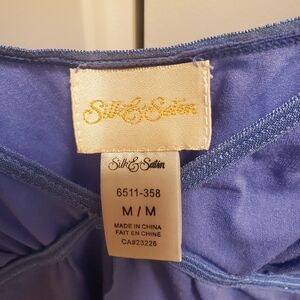 Silk & Satin
Silk & Satin
6511-358
M / M
MADE IN CHINA
FAIT EN CHINE
CA#23226